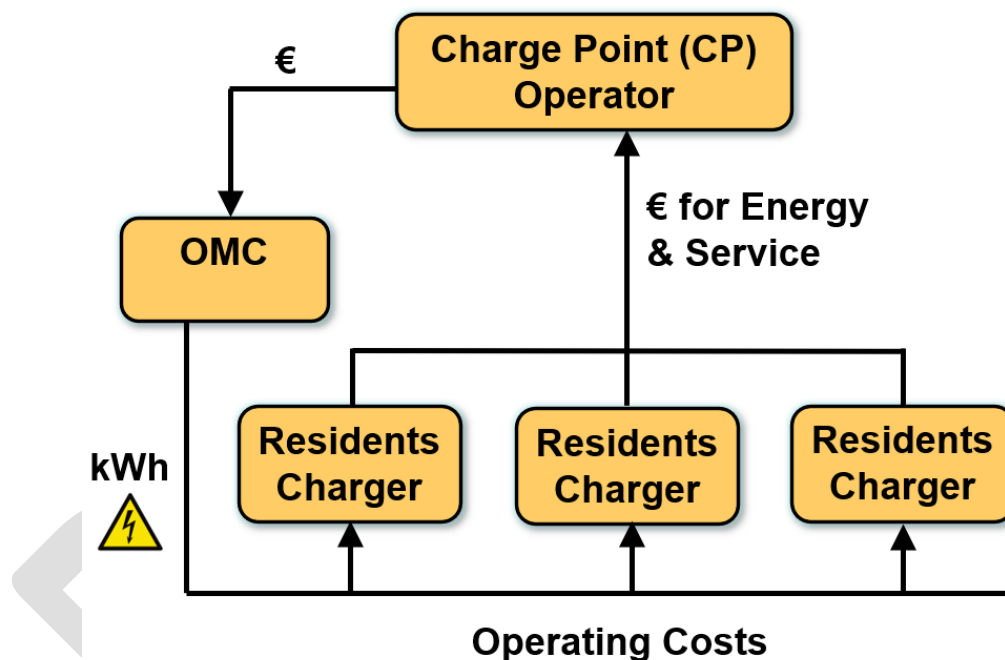 Charge Point (CP)
Operator
€
OMC
€ for Energy
& Service
Residents
Charger
Residents
Charger
Residents
Charger
kWh
Operating Costs